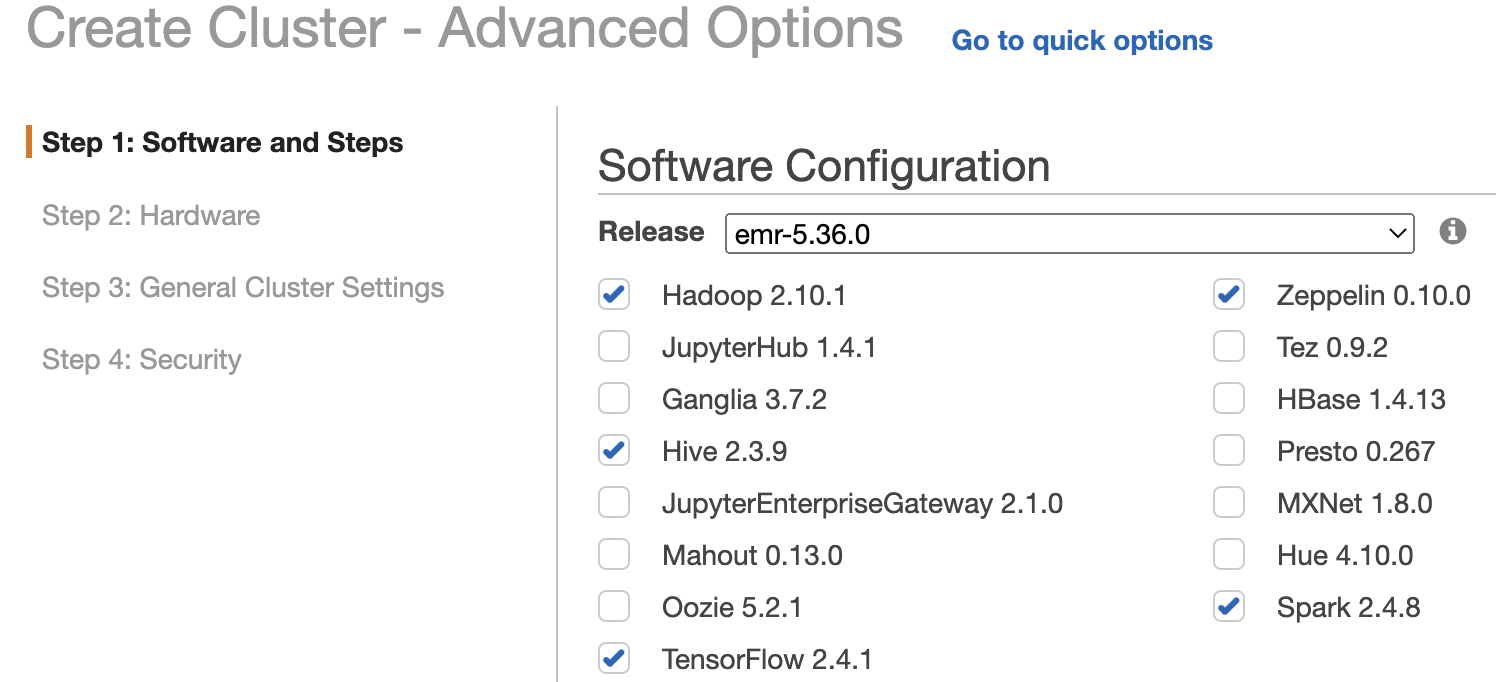 Create Cluster - Advanced Options Go to quick options
Step 1: Software and Steps
Step 2: Hardware
Step 3: General Cluster Settings
Step 4: Security
Software Configuration
Release emr-5.36.0
Hadoop 2.10.1
Zeppelin 0.10.0
JupyterHub 1.4.1
Tez 0.9.2
Ganglia 3.7.2
HBase 1.4.13
Hive 2.3.9
Presto 0.267
JupyterEnterpriseGateway 2.1.0
MXNet 1.8.0
Mahout 0.13.0
Hue 4.10.0
Oozie 5.2.1
Spark 2.4.8
TensorFlow 2.4.1